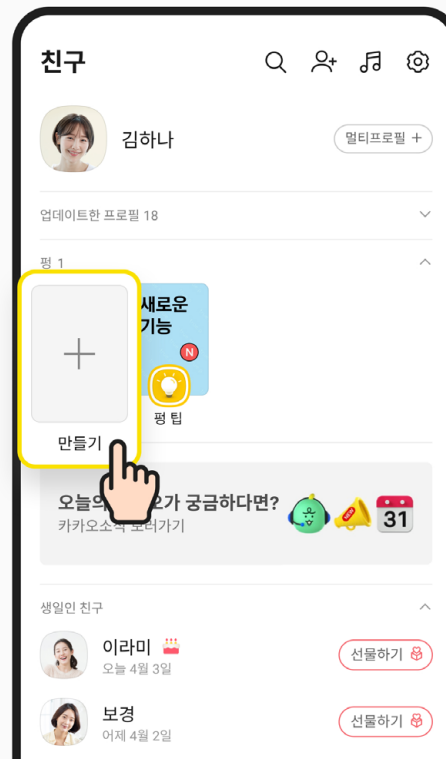 친구
김하나
멀티프로필 +
업데이트한 프로필 18
펑 1
새로운
기능
N
만들기
펑 팁
오늘의 오가 궁금하다면?
카카오소식 보러가기
31
생일인 친구
이라미
오늘 4월 3일
선물하기
보경
어제 4월 2일
선물하기